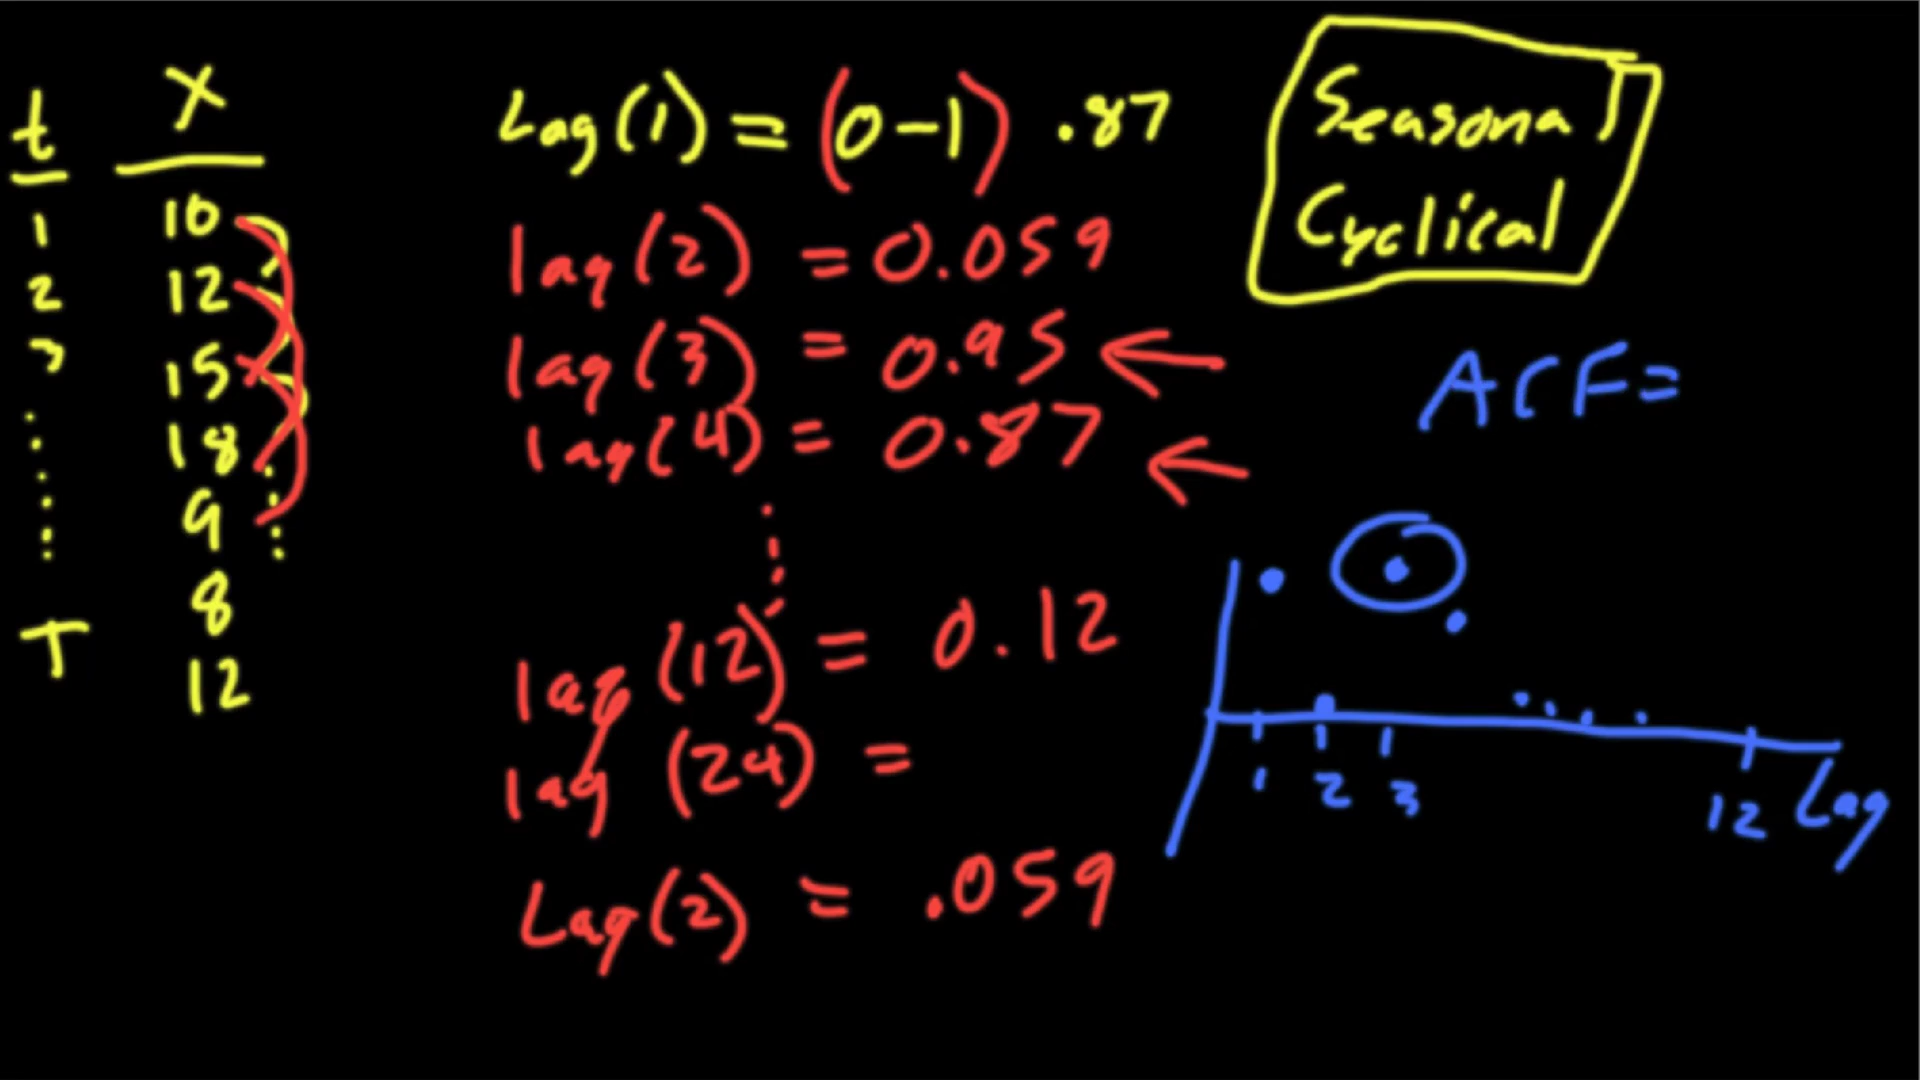 t X
1 10
2 12
3 15
18
9
8
T 12
Lag(1) = (0-1) .87
lag(2) = 0.059
lag(3) = 0.95
lag(4) = 0.87
lag(12) = 0.12
lag(24) =
Lag(2) = .059
Seasonal
Cyclical
ACF=
1 2 3 12 Lag